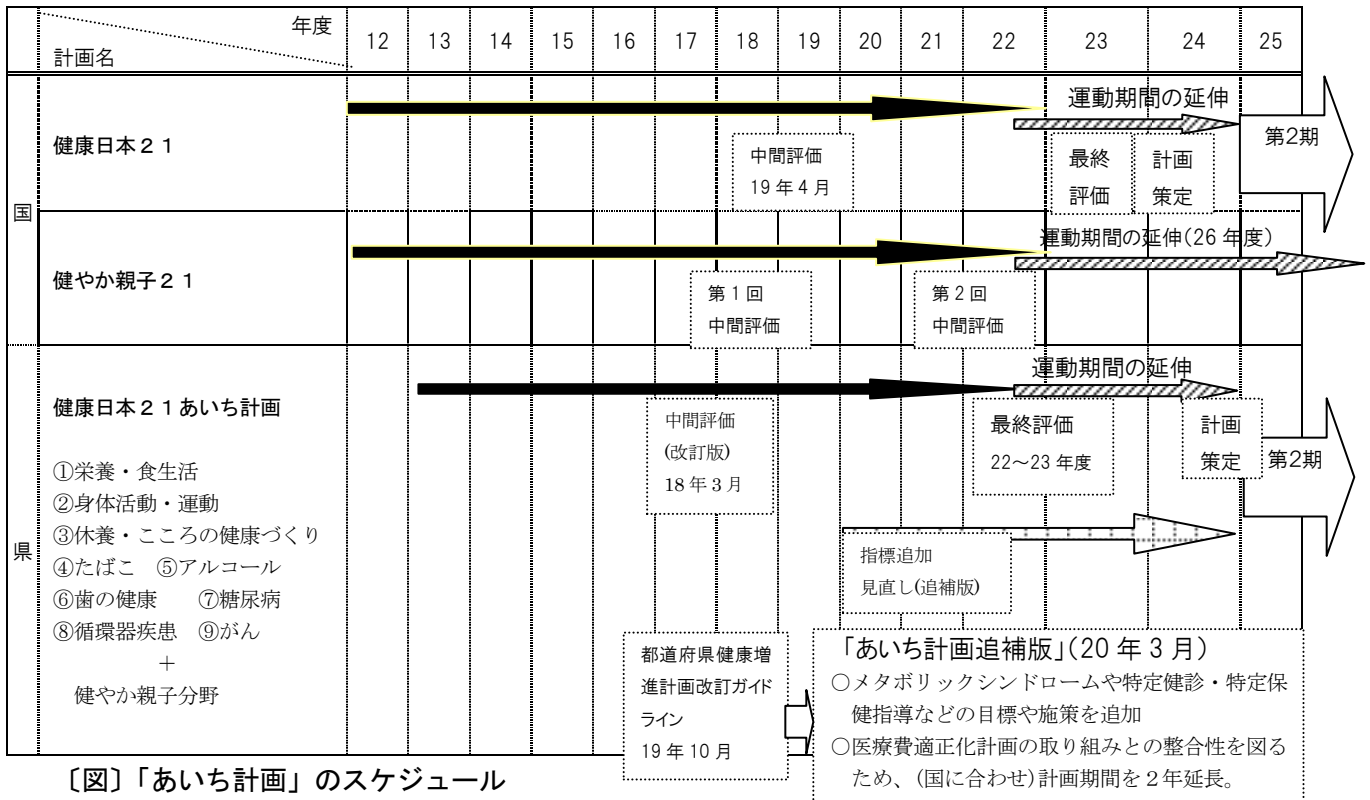 年度
計画名
12 13 14 15 16 17 18 19 20 21 22 23 24 25
国
健康日本２１
運動期間の延伸
中間評価
19年4月
最終
評価
計画
策定
第2期
健やか親子２１
運動期間の延伸(26年度)
第1回
中間評価
第2回
中間評価
県
健康日本２１あいち計画
①栄養・食生活
②身体活動・運動
③休養・こころの健康づくり
④たばこ ⑤アルコール
⑥歯の健康 ⑦糖尿病
⑧循環器疾患 ⑨がん
＋
健やか親子分野
運動期間の延伸
中間評価
(改訂版)
18年3月
最終評価
22～23年度
計画
策定
第2期
指標追加
見直し(追補版)
都道府県健康増
進計画改訂ガイド
ライン
19年10月
「あいち計画追補版」(20年3月)
○メタボリックシンドロームや特定健診・特定保
健指導などの目標や施策を追加
○医療費適正化計画の取り組みとの整合性を図る
ため、(国に合わせ)計画期間を２年延長。
〔図〕「あいち計画」のスケジュール